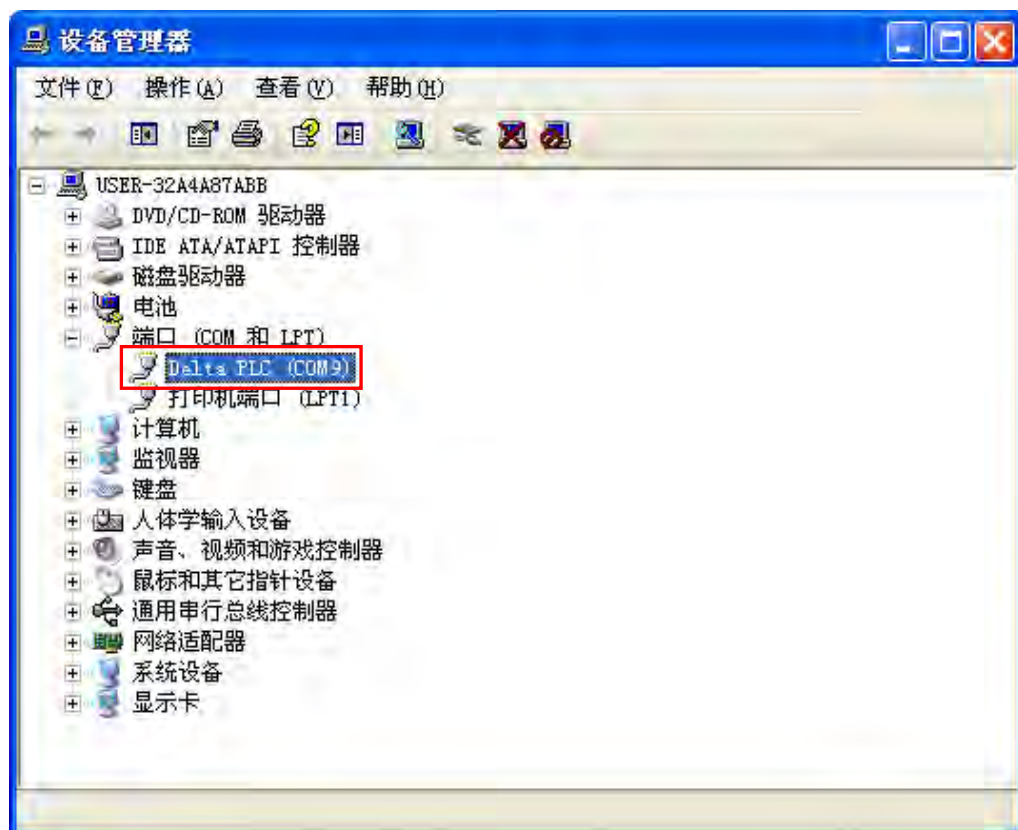 设备管理器
文件(F) 操作(A) 查看(V) 帮助(H)
USER-32A4A87ABB
DVD/CD-ROM 驱动器
IDE ATA/ATAPI 控制器
磁盘驱动器
电池
端口 (COM 和 LPT)
Delta PLC (COM9)
打印机端口 (LPT1)
计算机
监视器
键盘
人体学输入设备
声音、视频和游戏控制器
鼠标和其它指针设备
通用串行总线控制器
网络适配器
系统设备
显示卡